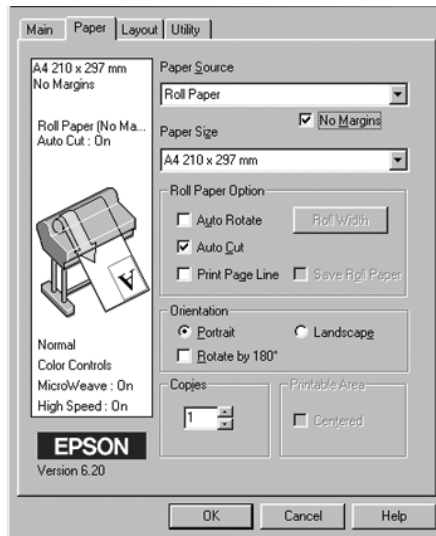 Main Paper Layout Utility
A4 210 x 297 mm
No Margins
Roll Paper (No Ma...
Auto Cut : On
A
Normal
Color Controls
MicroWeave : On
High Speed : On
EPSON
Version 6.20
Paper Source
Roll Paper
No Margins
Paper Size
A4 210 x 297 mm
Roll Paper Option
Auto Rotate Roll Width
Auto Cut
Print Page Line Save Roll Paper
Orientation
Portrait Landscape
Rotate by 180°
Copies
1
Printable Area
Centered
OK Cancel Help